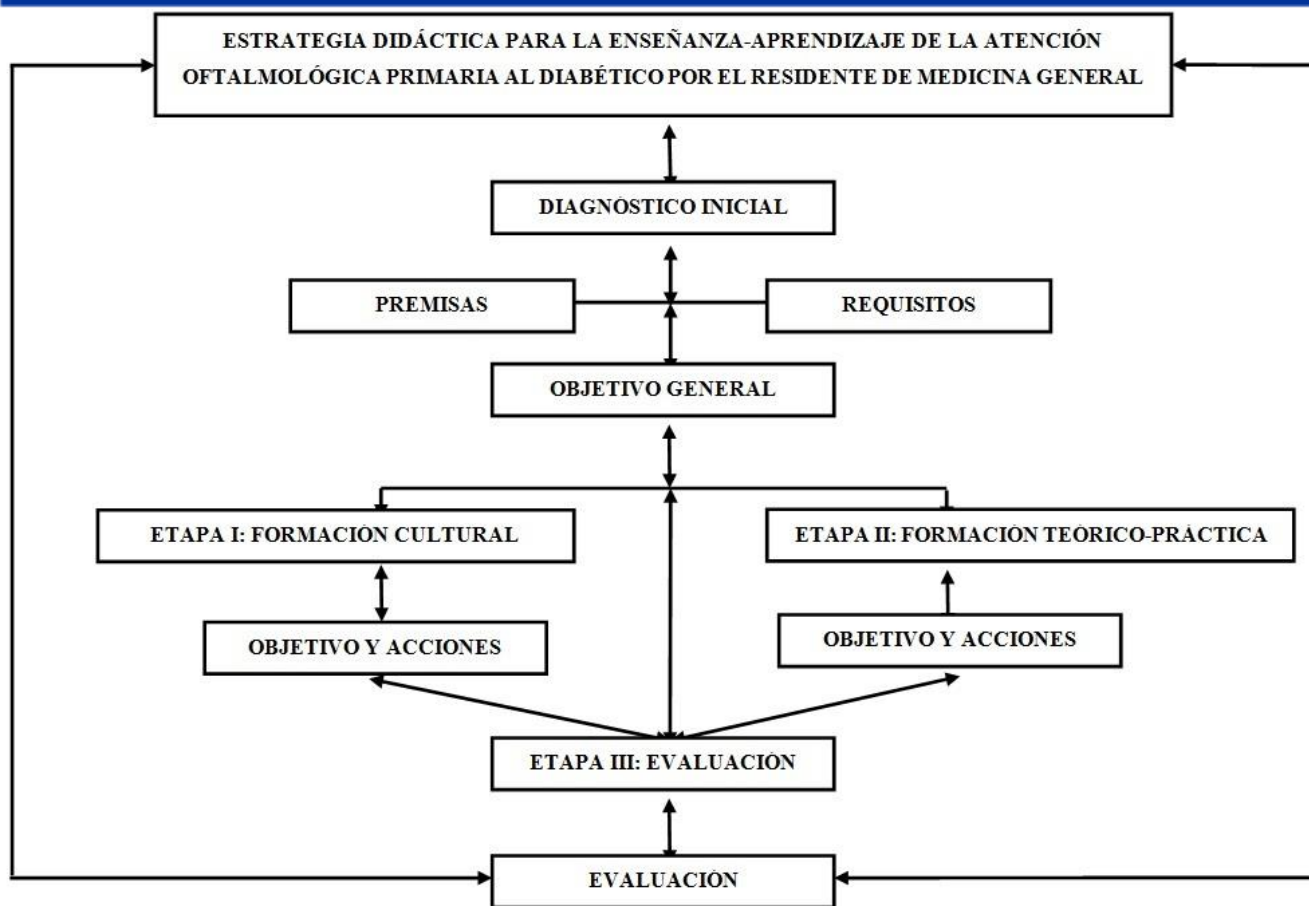 ESTRATEGIA DIDÁCTICA PARA LA ENSEÑANZA-APRENDIZAJE DE LA ATENCIÓN
OFTALMOLÓGICA PRIMARIA AL DIABÉTICO POR EL RESIDENTE DE MEDICINA GENERAL
DIAGNÓSTICO INICIAL
PREMISAS
REQUISITOS
OBJETIVO GENERAL
ETAPA I: FORMACIÓN CULTURAL
ETAPA II: FORMACIÓN TEÓRICO-PRÁCTICA
OBJETIVO Y ACCIONES
OBJETIVO Y ACCIONES
ETAPA III: EVALUACIÓN
EVALUACIÓN